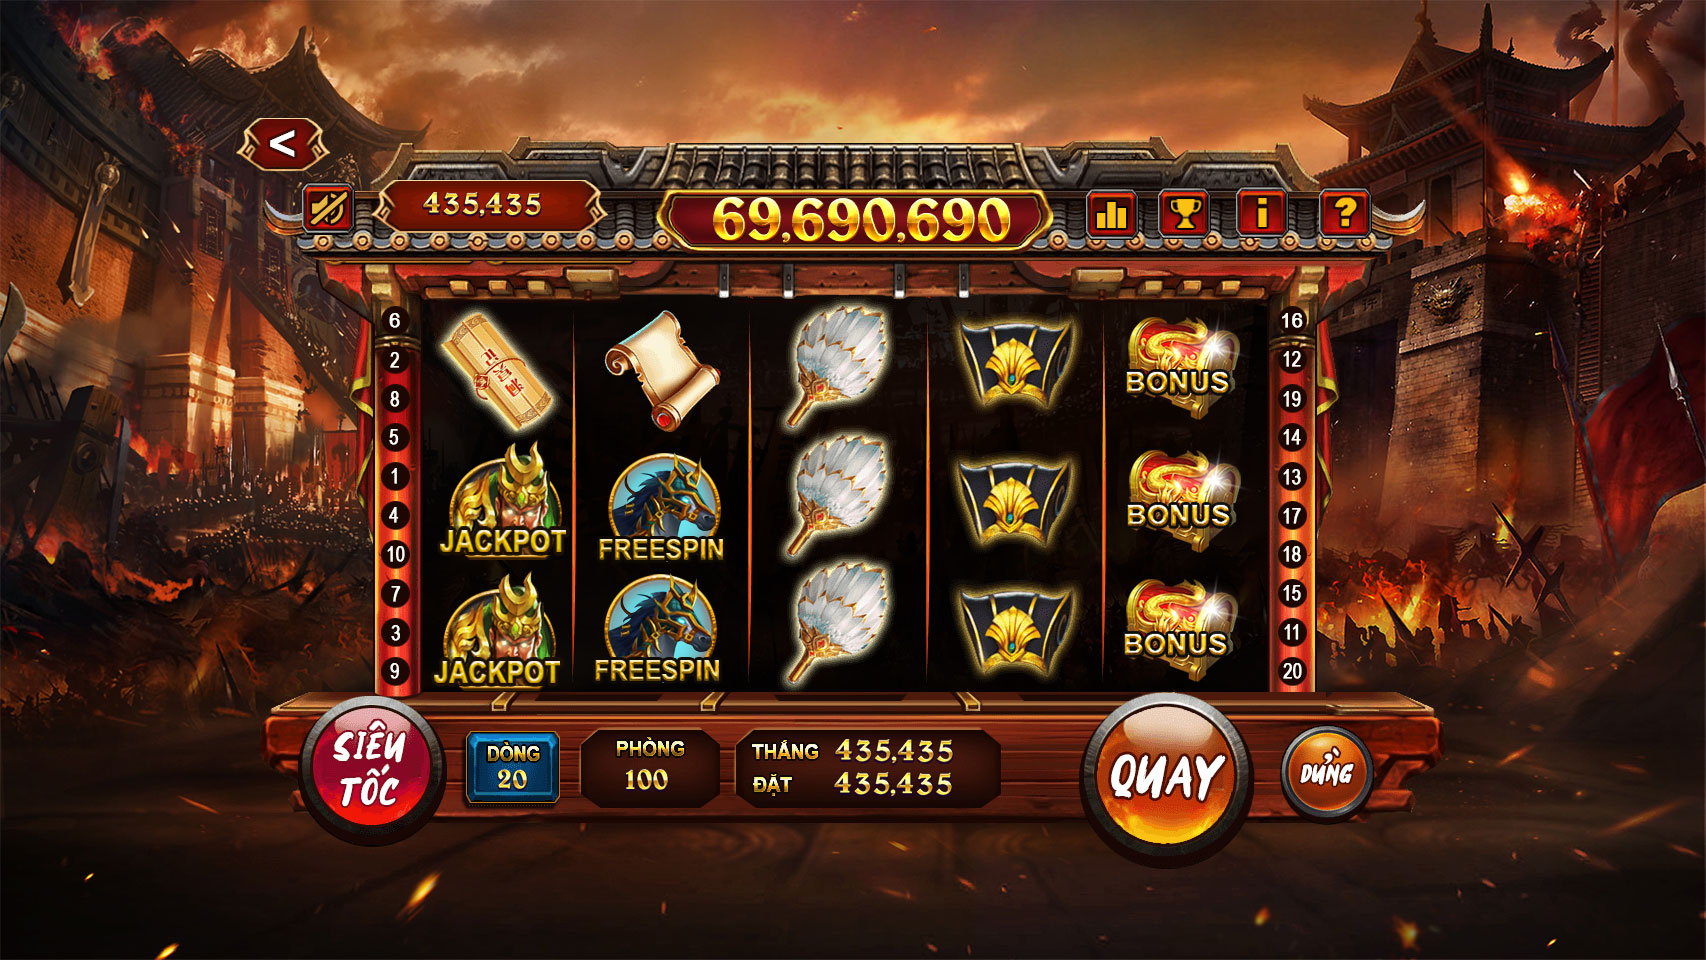 <
435,435
69,690,690
i
?
6
2
8
5
1
4
10
7
3
9
BONUS
JACKPOT
FREESPIN
BONUS
JACKPOT
FREESPIN
BONUS
16
12
19
14
13
17
18
15
11
20
SIÊU
TỐC
DÒNG
20
PHÒNG
100
THẮNG 435,435
ĐẶT 435,435
QUAY
DỪNG